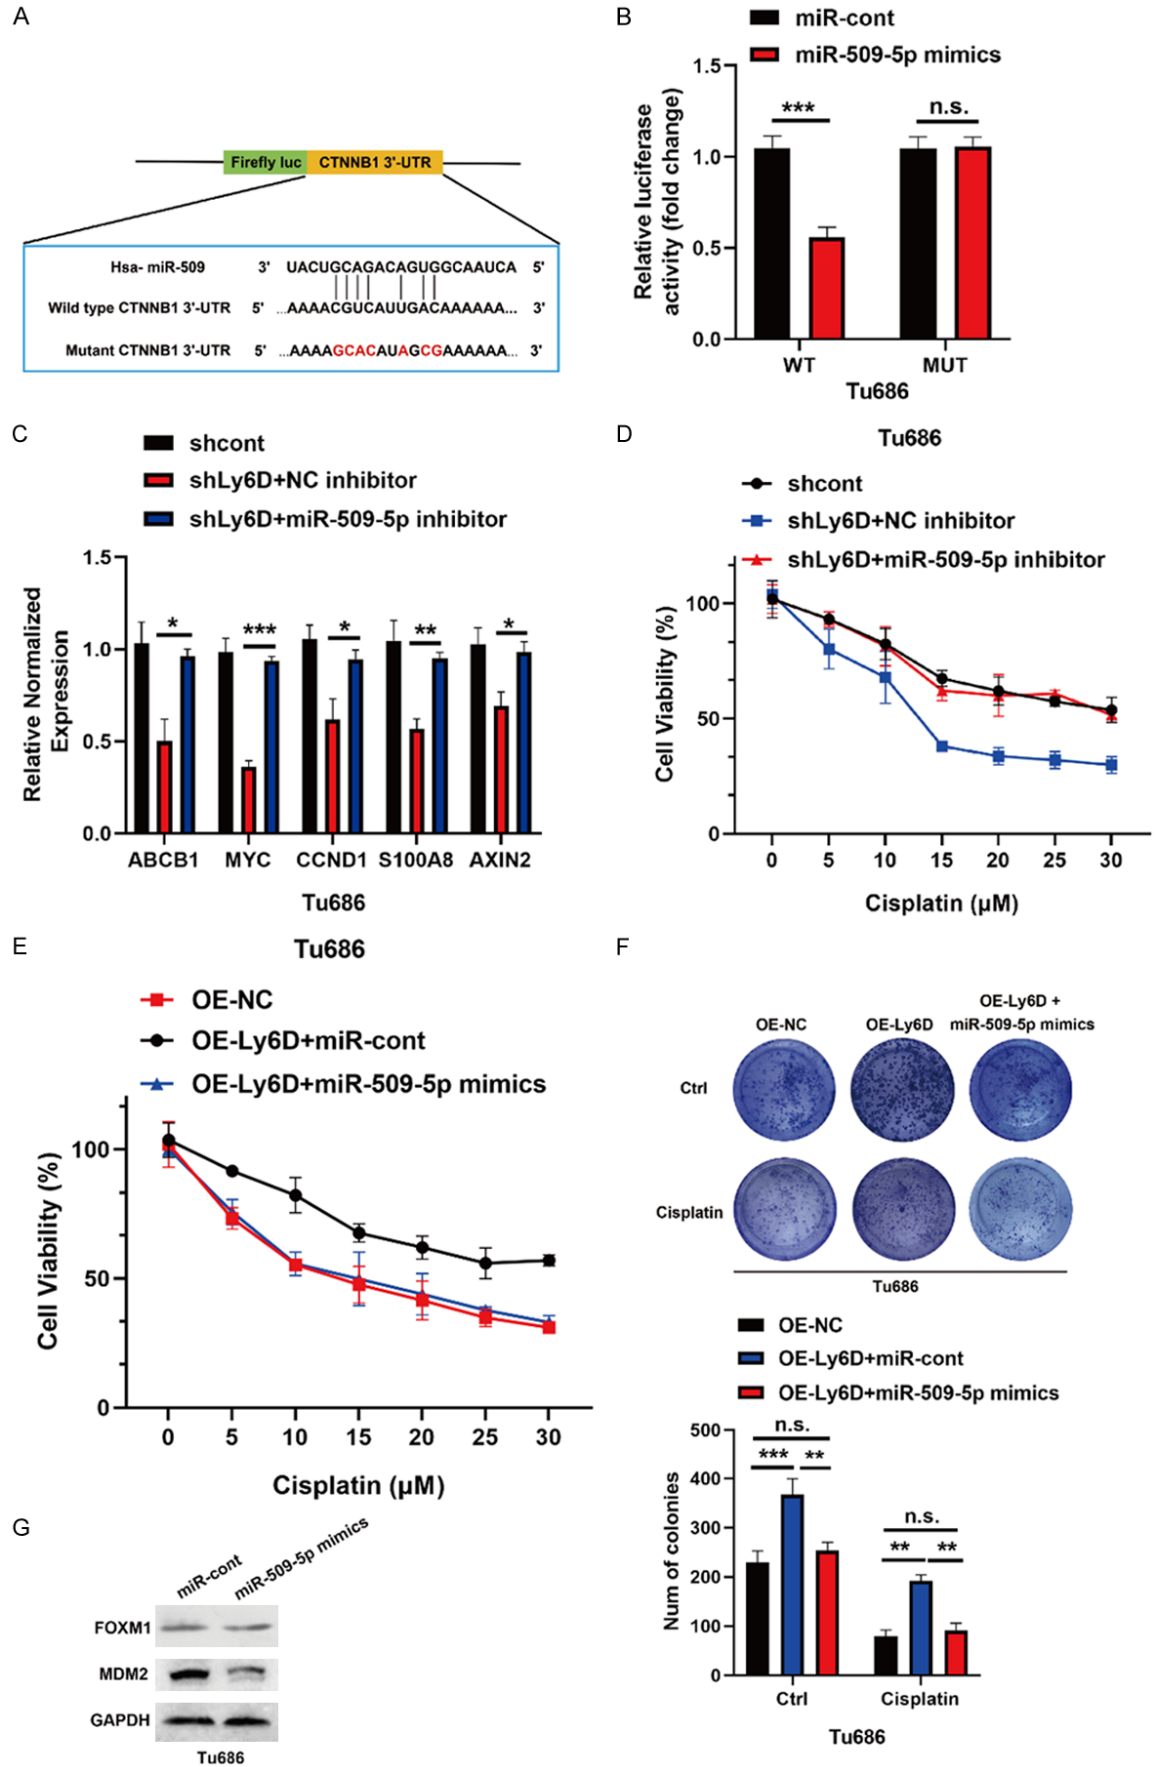 A
Firefly luc CTNNB1 3'-UTR
Hsa- miR-509 3' UACUGCAGACAGUGGCAAUCA 5'
Wild type CTNNB1 3'-UTR 5' ...AAAACGUCAUUGACAAAAAA... 3'
Mutant CTNNB1 3'-UTR 5' ...AAAAGCACAUAGCGAAAAAA... 3'
B
miR-cont
miR-509-5p mimics
Relative luciferase
activity (fold change)
1.5
1.0
0.5
0.0
***
n.s.
WT MUT
Tu686
C
shcont
shLy6D+NC inhibitor
shLy6D+miR-509-5p inhibitor
Relative Normalized
Expression
1.5
1.0
0.5
0.0
* *** * ** *
ABCB1 MYC CCND1 S100A8 AXIN2
Tu686
D
Tu686
shcont
shLy6D+NC inhibitor
shLy6D+miR-509-5p inhibitor
Cell Viability (%)
100
50
0
0 5 10 15 20 25 30
Cisplatin (μM)
E
Tu686
OE-NC
OE-Ly6D+miR-cont
OE-Ly6D+miR-509-5p mimics
Cell Viability (%)
100
50
0
0 5 10 15 20 25 30
Cisplatin (μM)
F
OE-NC OE-Ly6D OE-Ly6D +
miR-509-5p mimics
Ctrl
Cisplatin
Tu686
OE-NC
OE-Ly6D+miR-cont
OE-Ly6D+miR-509-5p mimics
Num of colonies
500
400
300
200
100
0
n.s.
*** **
n.s.
** **
Ctrl Cisplatin
Tu686
G
miR-cont miR-509-5p mimics
FOXM1
MDM2
GAPDH
Tu686